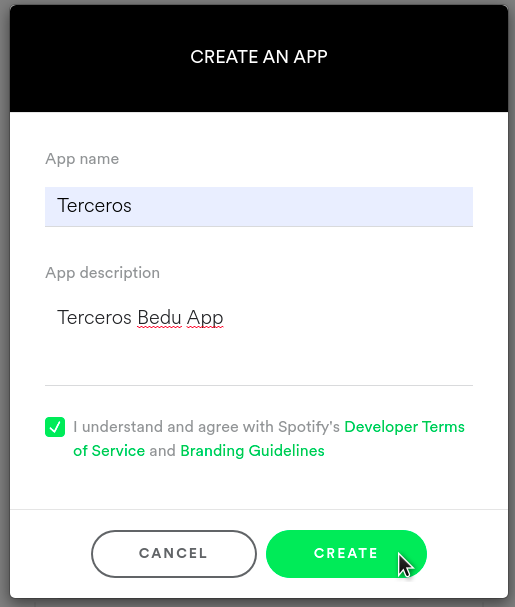 CREATE AN APP
App name
Terceros
App description
Terceros Bedu App
I understand and agree with Spotify's Developer Terms
of Service and Branding Guidelines
CANCEL
CREATE